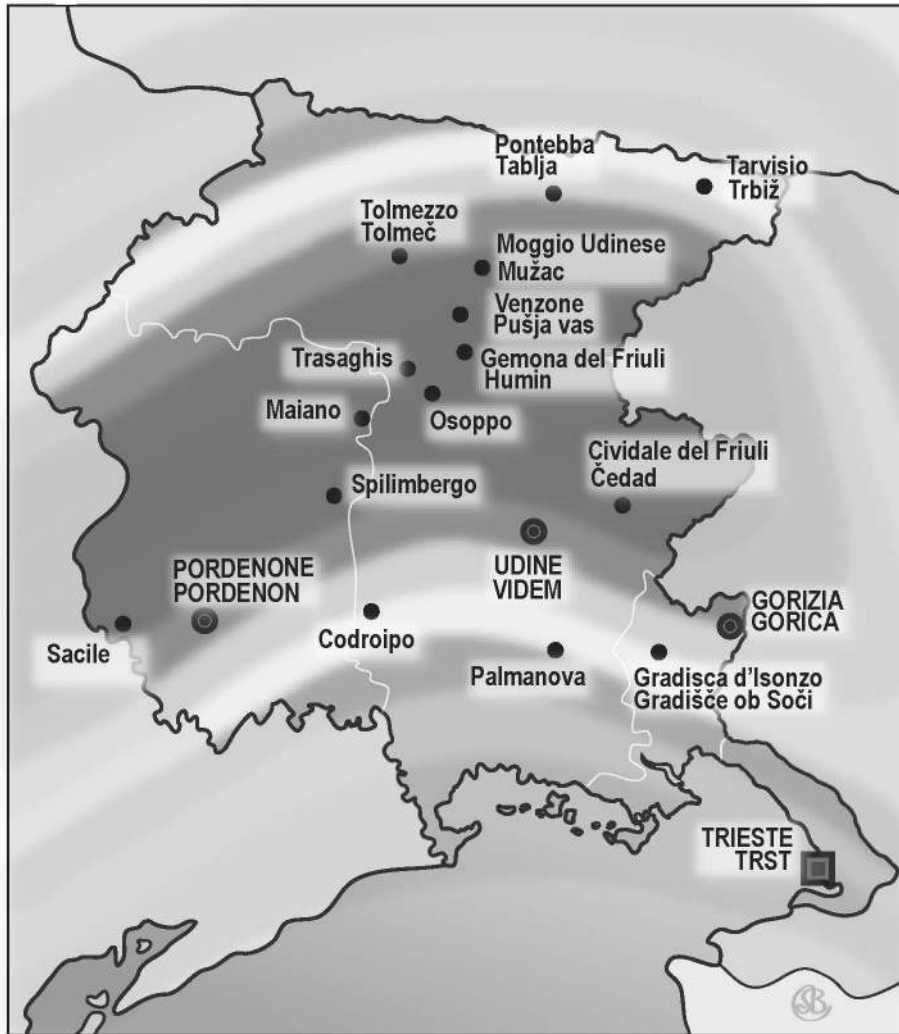 Pontebba
Tablja
Tarvisio
Trbiž
Tolmezzo
Tolmeč
Moggio Udinese
Mužac
Venzone
Pušja vas
Trasaghis
Gemona del Friuli
Humin
Maiano
Osoppo
Cividale del Friuli
Čedad
Spilimbergo
PORDENONE
PORDENON
UDINE
VIDEM
GORIZIA
GORICA
Sacile
Codroipo
Palmanova
Gradisca d'Isonzo
Gradišče ob Soči
TRIESTE
TRST